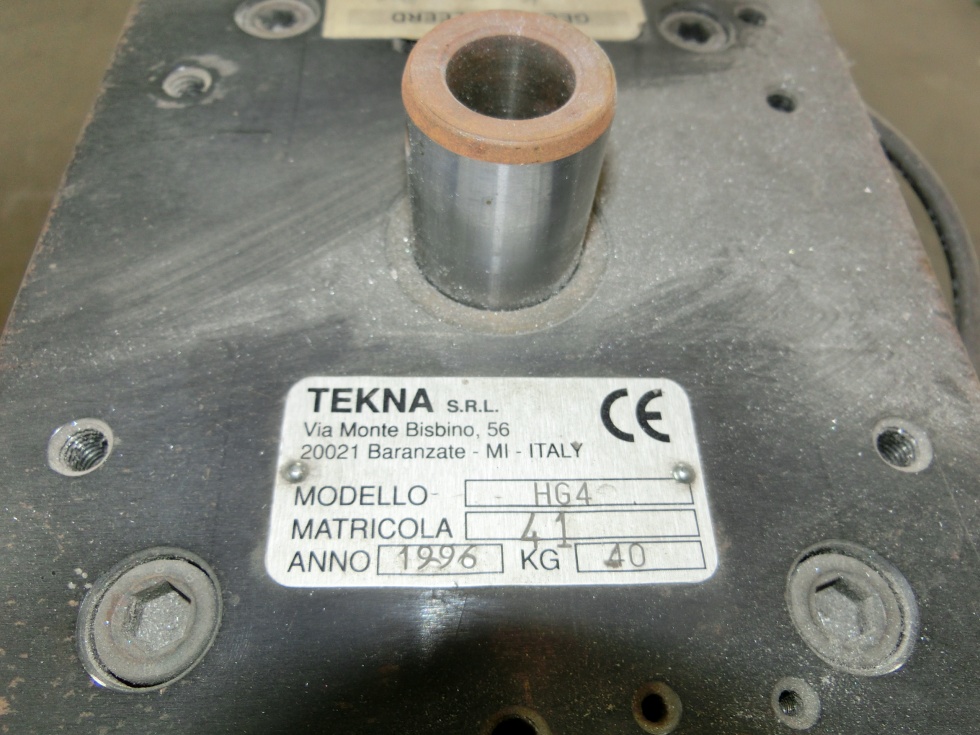 TEKNA S.R.L.
CE
Via Monte Bisbino, 56
20021 Baranzate - MI - ITALY
MODELLO HG4
MATRICOLA 41
ANNO 1996 KG 40